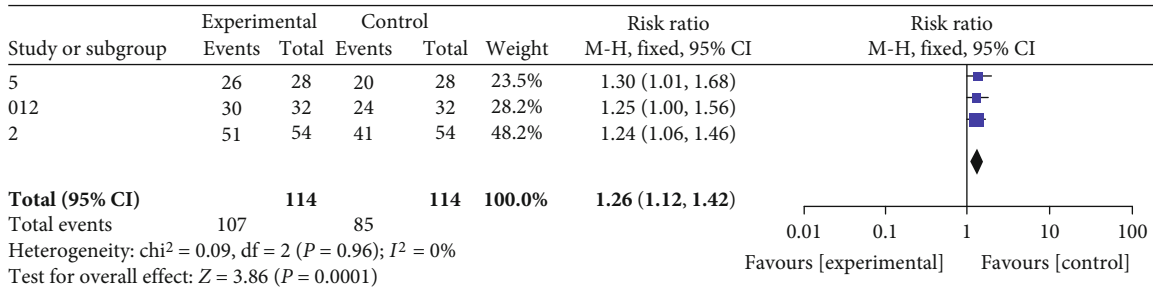 Experimental Control Risk ratio Risk ratio
Study or subgroup Events Total Events Total Weight M-H, fixed, 95% CI M-H, fixed, 95% CI
5 26 28 20 28 23.5% 1.30 (1.01, 1.68)
012 30 32 24 32 28.2% 1.25 (1.00, 1.56)
2 51 54 41 54 48.2% 1.24 (1.06, 1.46)
Total (95% CI) 114 114 100.0% 1.26 (1.12, 1.42)
Total events 107 85
Heterogeneity: chi² = 0.09, df = 2 (P = 0.96); I² = 0%
Test for overall effect: Z = 3.86 (P = 0.0001)
0.01 0.1 1 10 100
Favours [experimental] Favours [control]